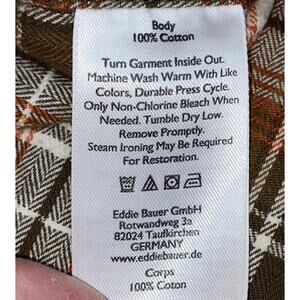 Body
100% Cotton
Turn Garment Inside Out.
Machine Wash Warm With Like
Colors, Durable Press Cycle.
Only Non-Chlorine Bleach When
Needed. Tumble Dry Low.
Remove Promptly.
Steam Ironing May Be Required
For Restoration.
Eddie Bauer GmbH
Rotwandweg 3a
82024 Taufkirchen
GERMANY
www.eddiebauer.de
Corps
100% Coton